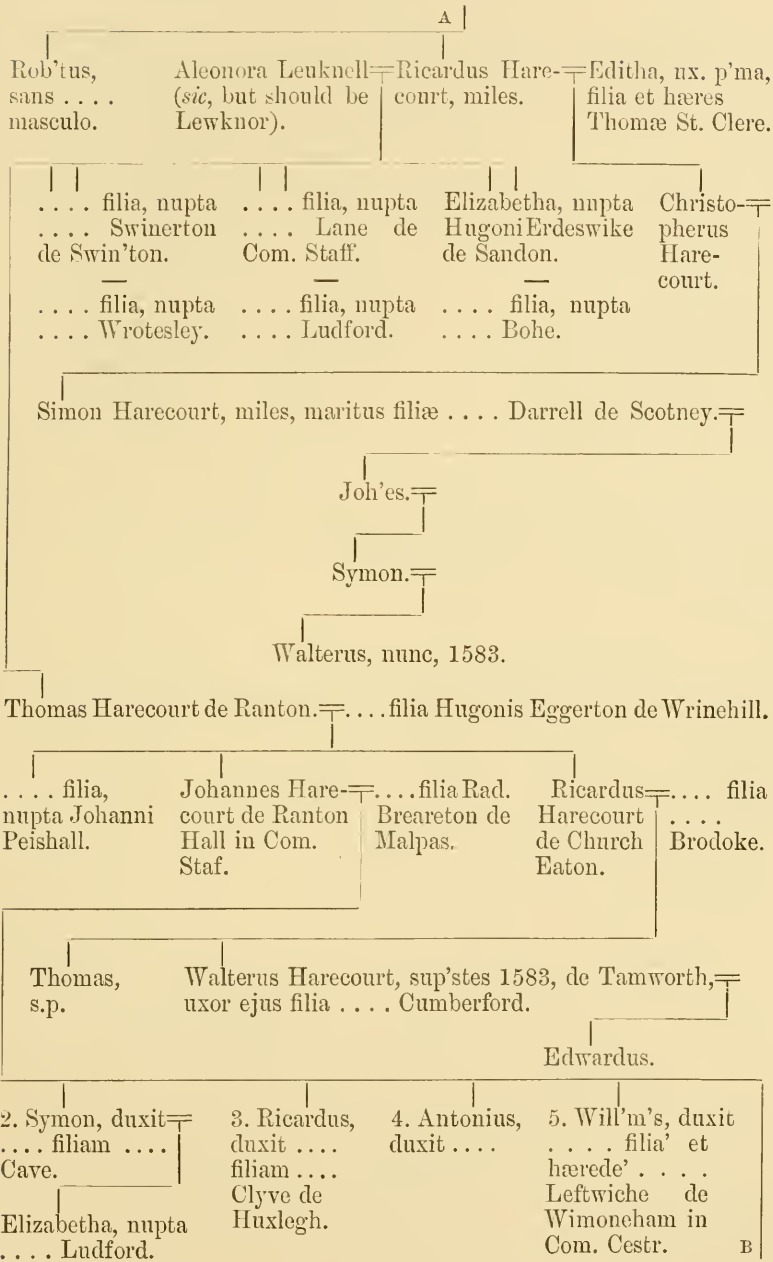 A
Rob'tus,
sans . . . .
masculo.
Aleonora Leuknell
(sic, but should be
Lewknor).
Ricardus Hare-
court, miles.
Editha, ux. p'ma,
filia et hæres
Thomæ St. Clere.
. . . . filia, nupta
. . . . Swinerton
de Swin'ton.
—
. . . . filia, nupta
. . . . Wrotesley.
. . . . filia, nupta
. . . . Lane de
Com. Staff.
—
. . . . filia, nupta
. . . . Ludford.
Elizabetha, nupta
Hugoni Erdeswike
de Sandon.
—
. . . . filia, nupta
. . . . Bohe.
Christo-
pherus
Hare-
court.
Simon Harecourt, miles, maritus filiæ . . . . Darrell de Scotney.
Joh'es.
Symon.
Walterus, nunc, 1583.
Thomas Harecourt de Ranton. . . . . filia Hugonis Eggerton de Wrinehill.
. . . . filia,
nupta Johanni
Peishall.
Johannes Hare-
court de Ranton
Hall in Com.
Staf.
. . . . filia Rad.
Breareton de
Malpas.
Ricardus
Harecourt
de Church
Eaton.
. . . . filia
. . . .
Brodoke.
Thomas,
s.p.
Walterus Harecourt, sup'stes 1583, de Tamworth,
uxor ejus filia . . . . Cumberford.
Edwardus.
2. Symon, duxit
. . . . filiam . . . .
Cave.
Elizabetha, nupta
. . . . Ludford.
3. Ricardus,
duxit . . . .
filiam . . . .
Clyve de
Huxlegh.
4. Antonius,
duxit . . . .
5. Will'm's, duxit
. . . . filia' et
hærede' . . . .
Leftwiche de
Wimoneham in
Com. Cestr.
B